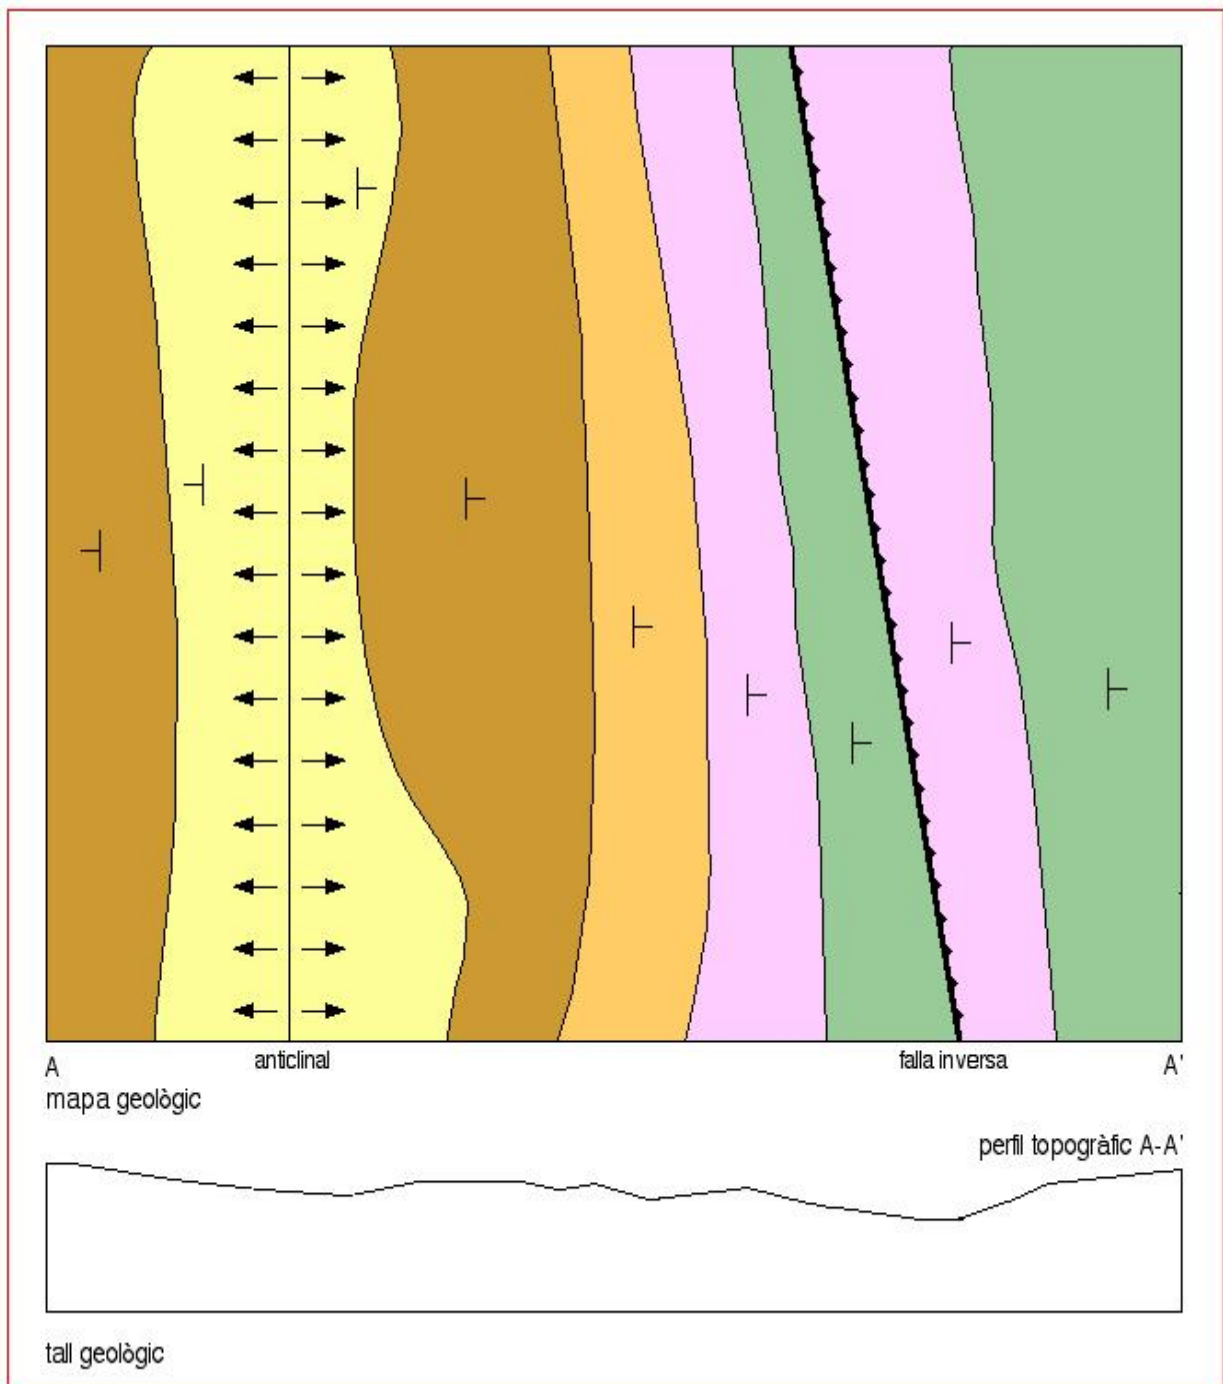 A
anticlinal
falla inversa
A'
mapa geològic
perfil topogràfic A-A'
tall geològic